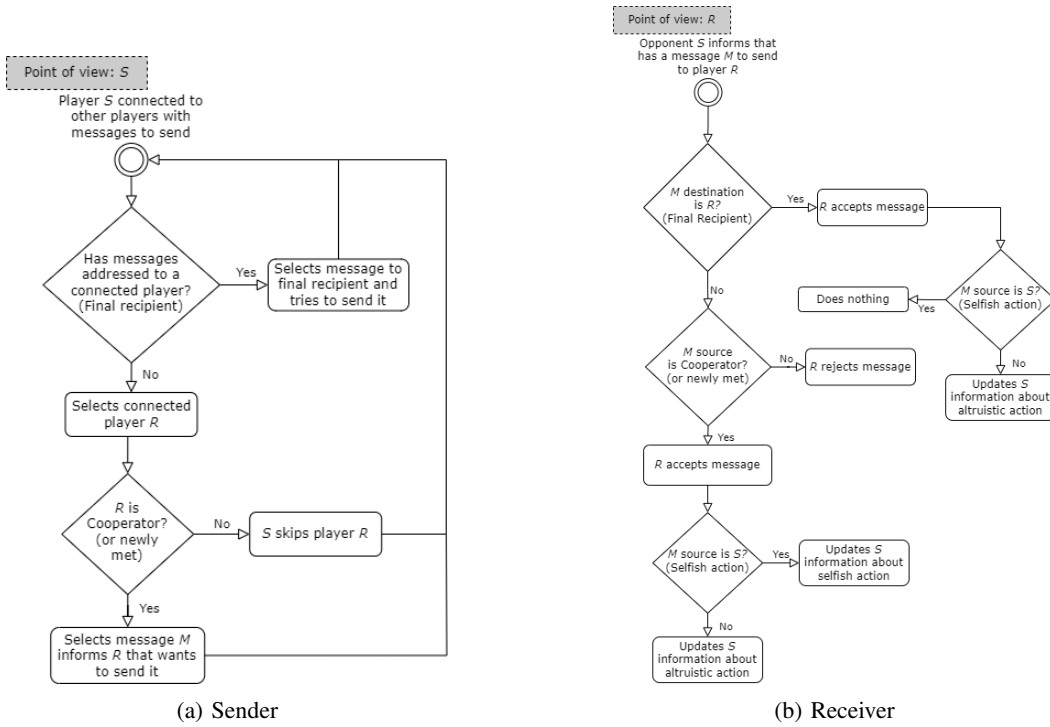 Point of view: S
Player S connected to
other players with
messages to send
Has messages
addressed to a
connected player?
(Final recipient)
Yes
Selects message to
final recipient and
tries to send it
No
Selects connected
player R
R is
Cooperator?
(or newly
met)
No
S skips player R
Yes
Selects message M
informs R that wants
to send it
(a) Sender
Point of view: R
Opponent S informs that
has a message M to send
to player R
M destination
is R?
(Final Recipient)
Yes
R accepts message
M source is S?
(Selfish action)
Yes
Does nothing
No
Updates S
information about
altruistic action
No
M source
is Cooperator?
(or newly met)
No
R rejects message
Yes
R accepts message
M source is S?
(Selfish action)
Yes
Updates S
information about
selfish action
No
Updates S
information about
altruistic action
(b) Receiver